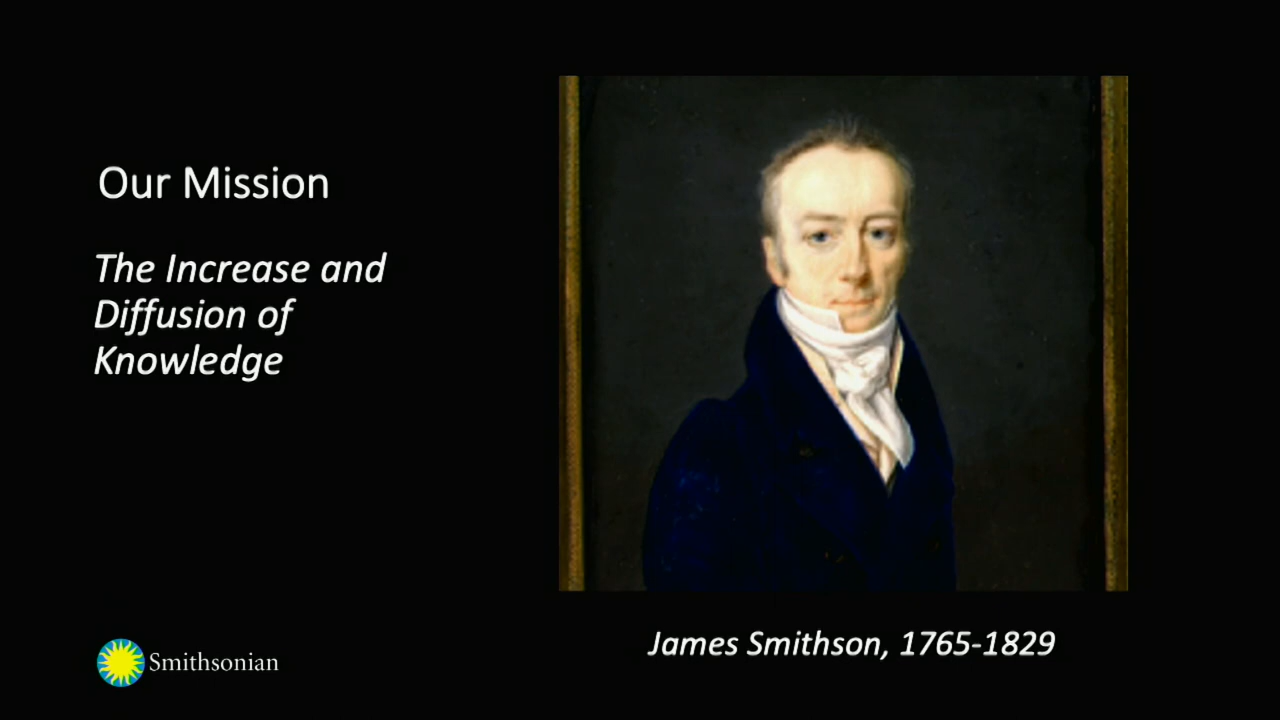 Our Mission
The Increase and
Diffusion of
Knowledge
James Smithson, 1765-1829
Smithsonian